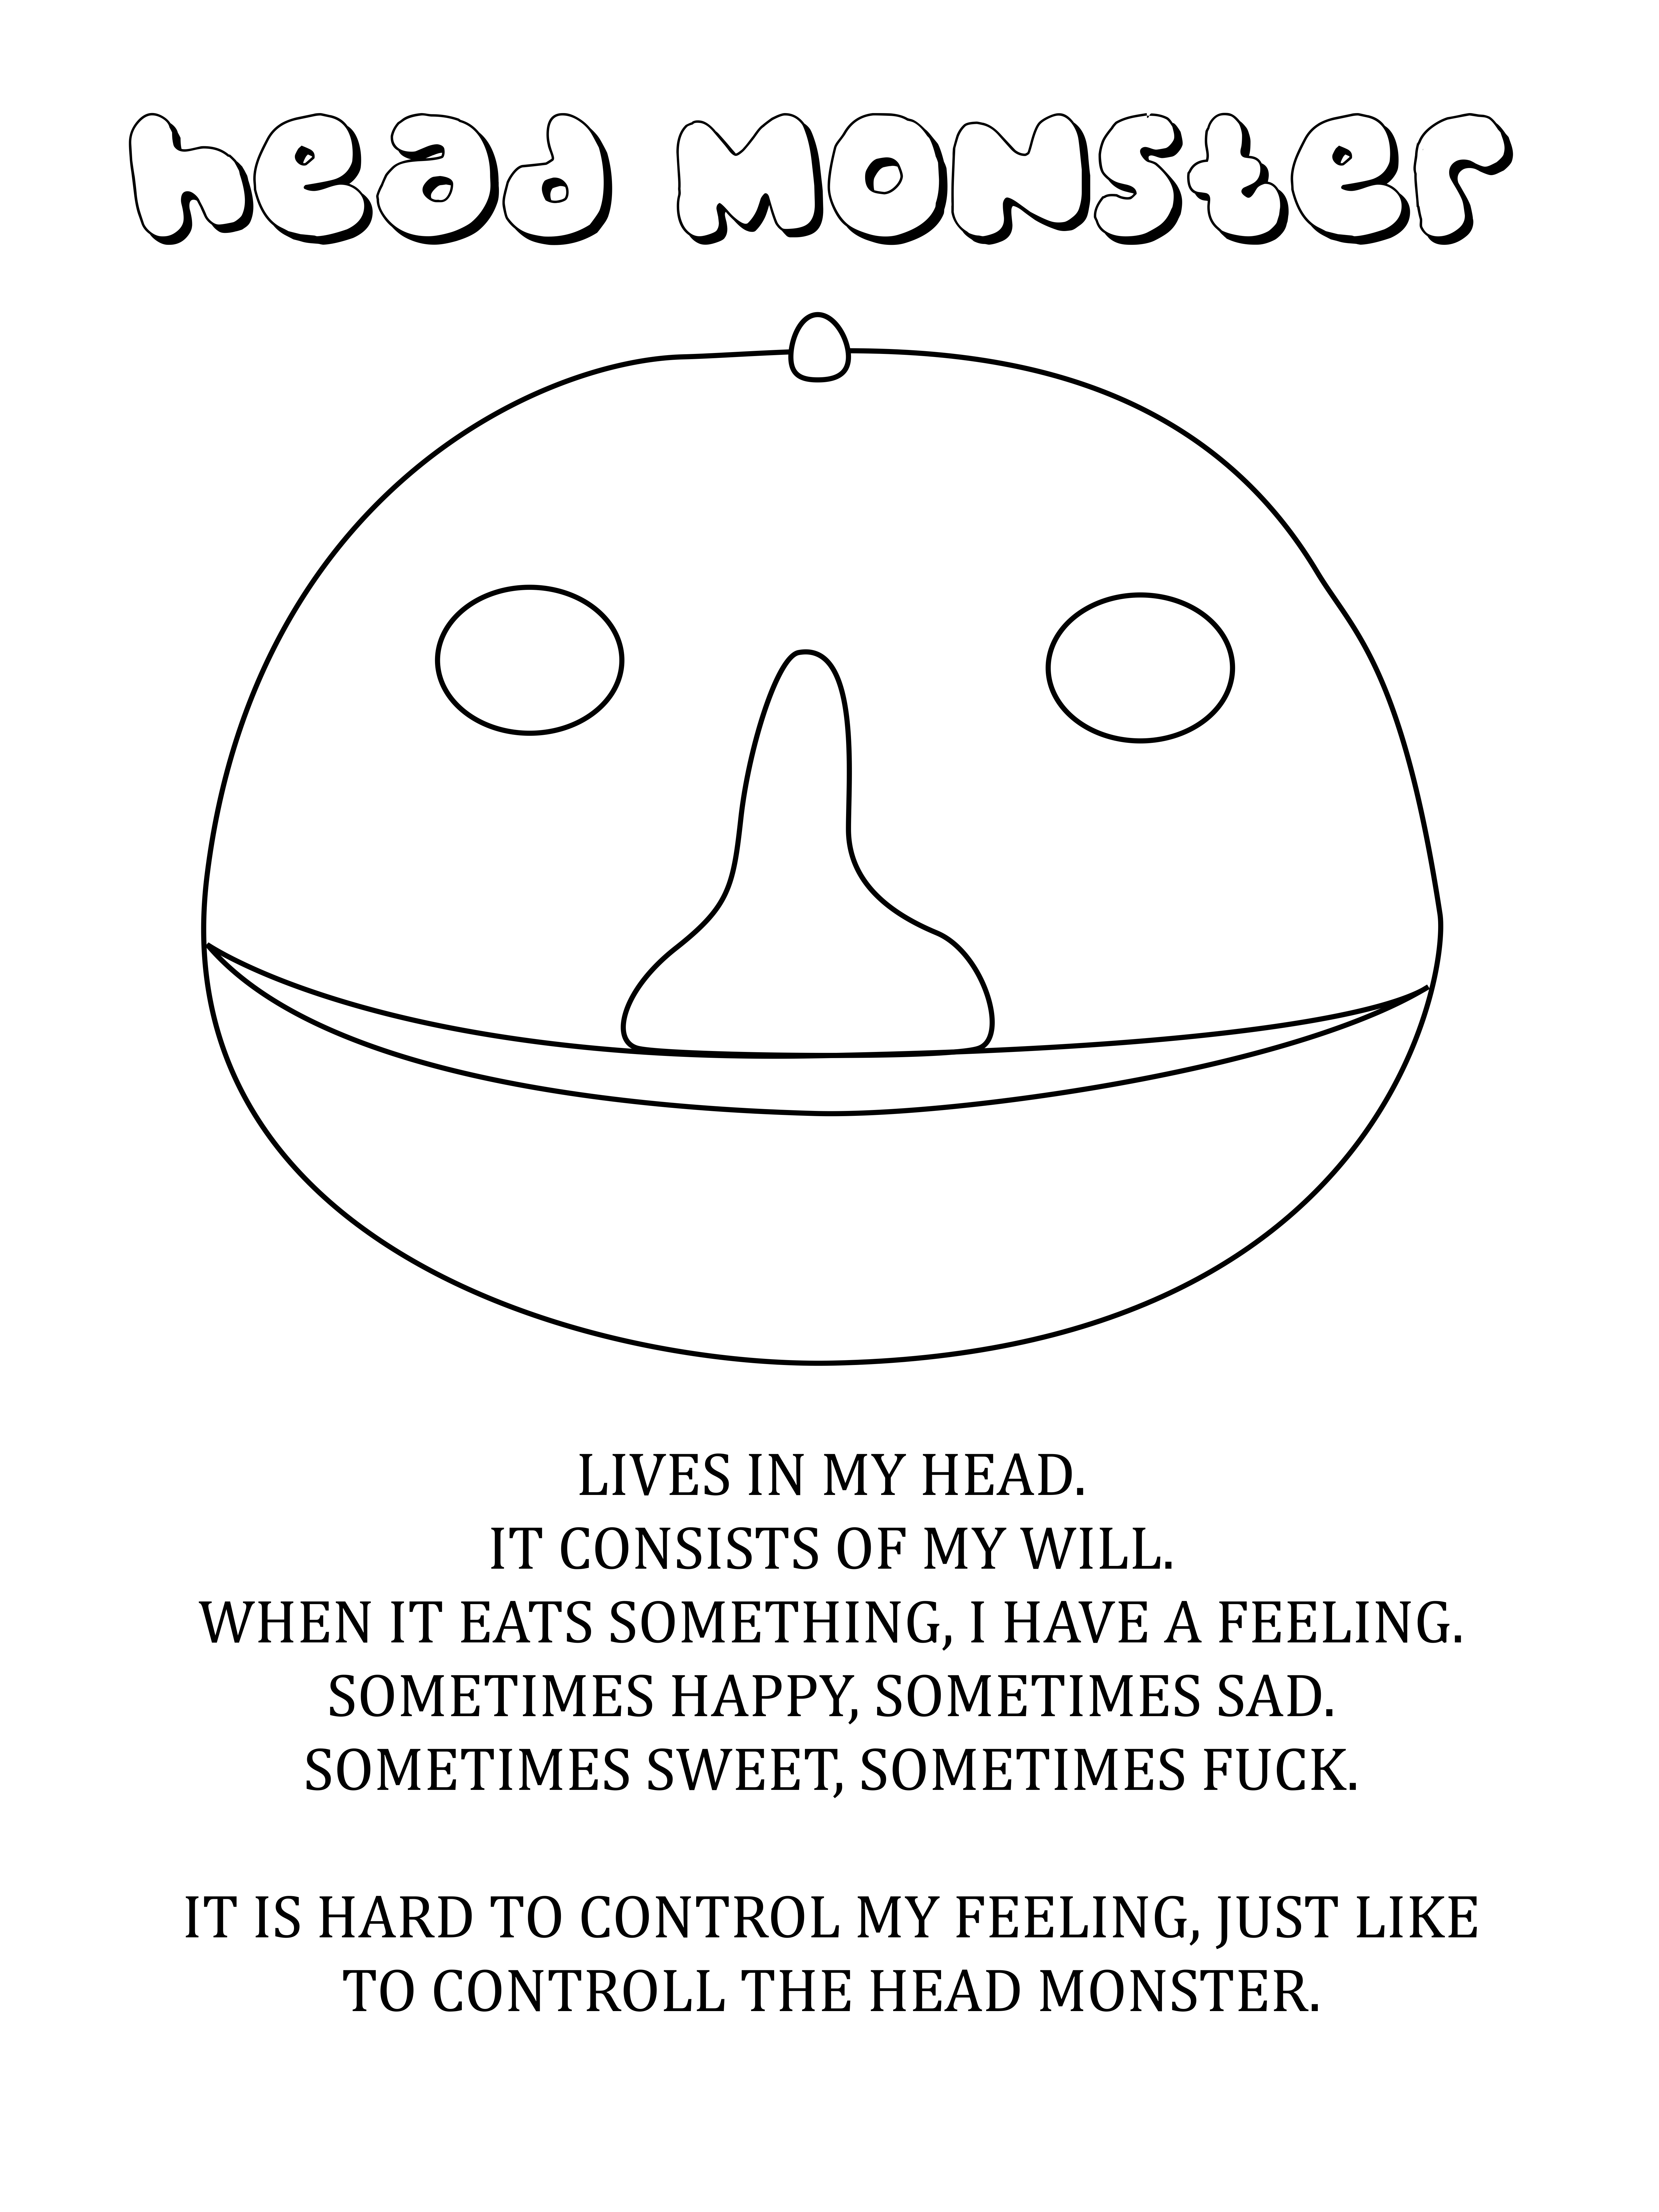 head monster
LIVES IN MY HEAD.
IT CONSISTS OF MY WILL.
WHEN IT EATS SOMETHING, I HAVE A FEELING.
SOMETIMES HAPPY, SOMETIMES SAD.
SOMETIMES SWEET, SOMETIMES FUCK.
IT IS HARD TO CONTROL MY FEELING, JUST LIKE
TO CONTROLL THE HEAD MONSTER.